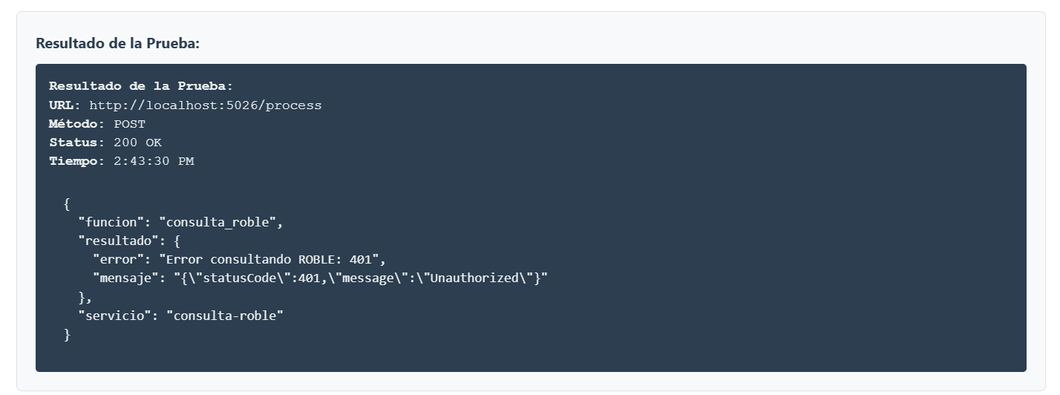 Resultado de la Prueba:
Resultado de la Prueba:
URL: http://localhost:5026/process
Método: POST
Status: 200 OK
Tiempo: 2:43:30 PM
{
"funcion": "consulta_roble",
"resultado": {
"error": "Error consultando ROBLE: 401",
"mensaje": "{\"statusCode\":401,\"message\":\"Unauthorized\"}"
},
"servicio": "consulta-roble"
}